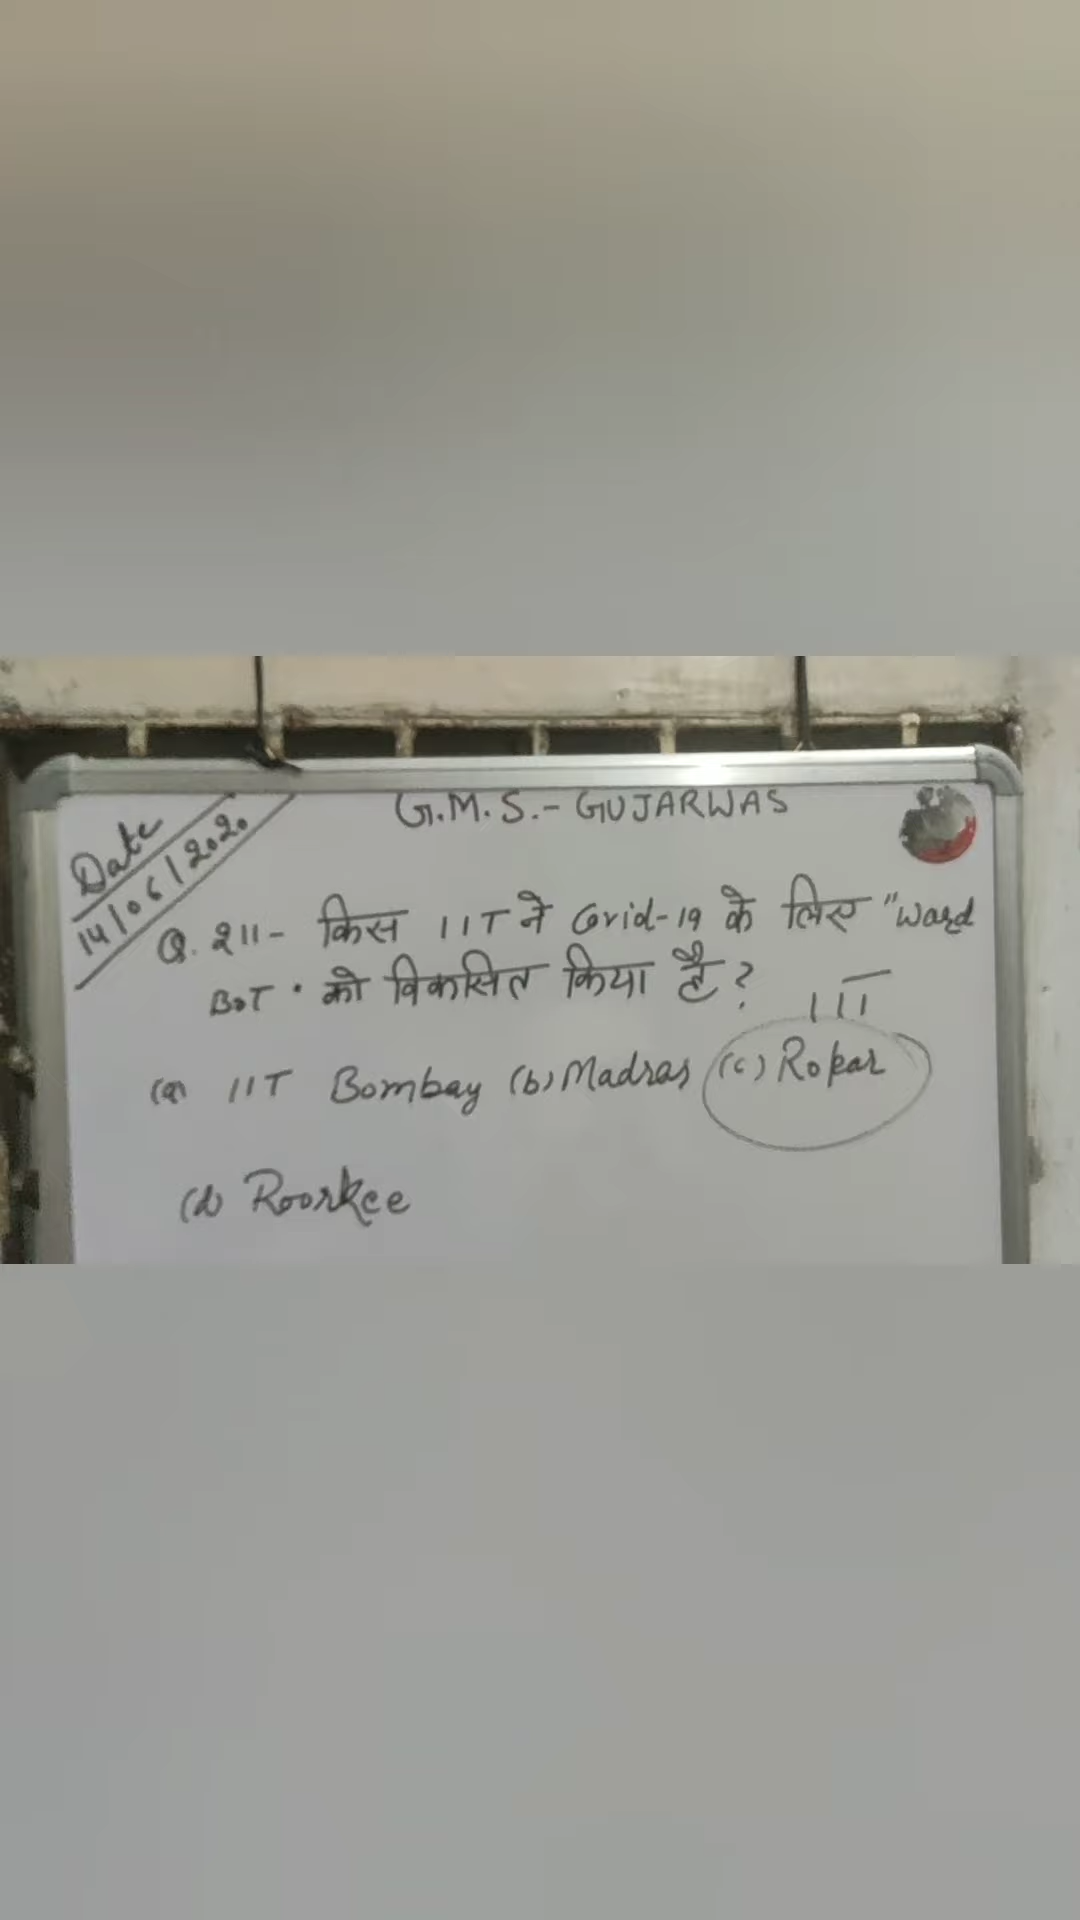 G.M.S.- GUJARWAS
Date
14/06/2020
Q. 211- किस IIT ने Covid-19 के लिए "Ward
BOT " को विकसित किया है?
(a) IIT Bombay (b) Madras (c) IIT Ropar
(d) Roorkee